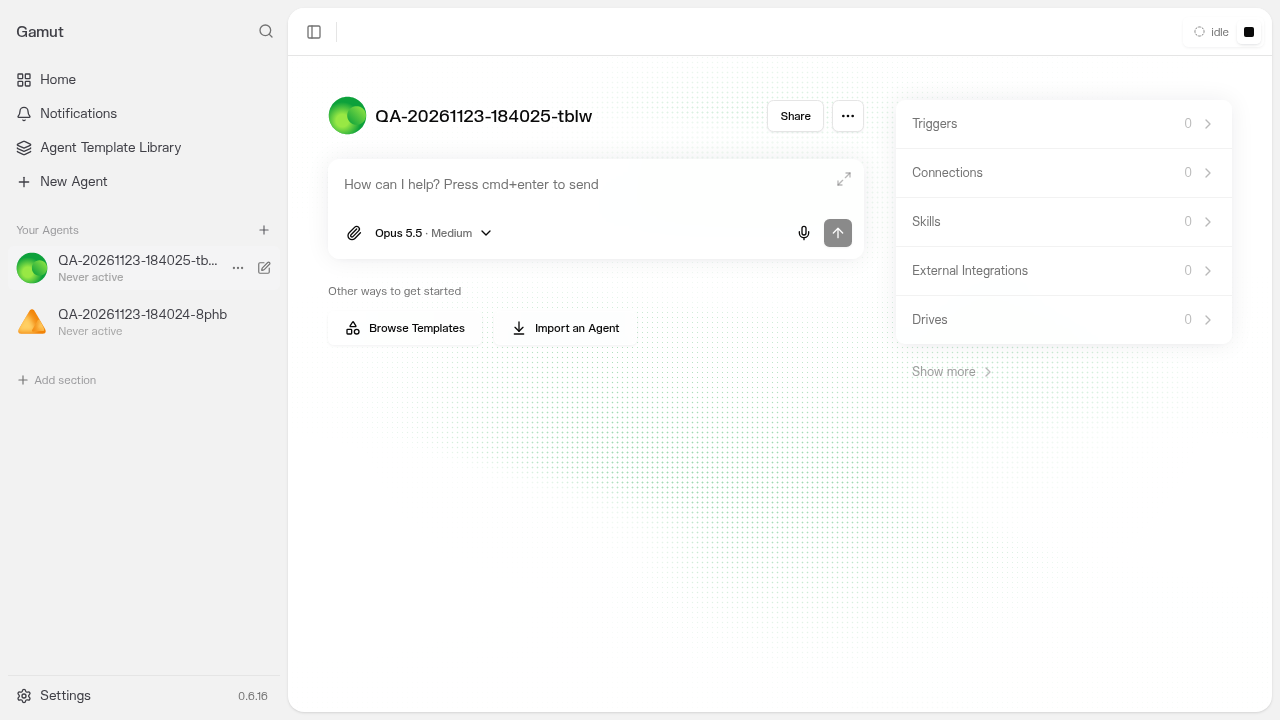 Gamut
Home
Notifications
Agent Template Library
New Agent
Your Agents
QA-20261123-184025-tb...
Never active
QA-20261123-184024-8phb
Never active
Add section
Settings
0.6.16
idle
QA-20261123-184025-tblw
Share
How can I help? Press cmd+enter to send
Opus 5.5 · Medium
Other ways to get started
Browse Templates
Import an Agent
Triggers 0
Connections 0
Skills 0
External Integrations 0
Drives 0
Show more